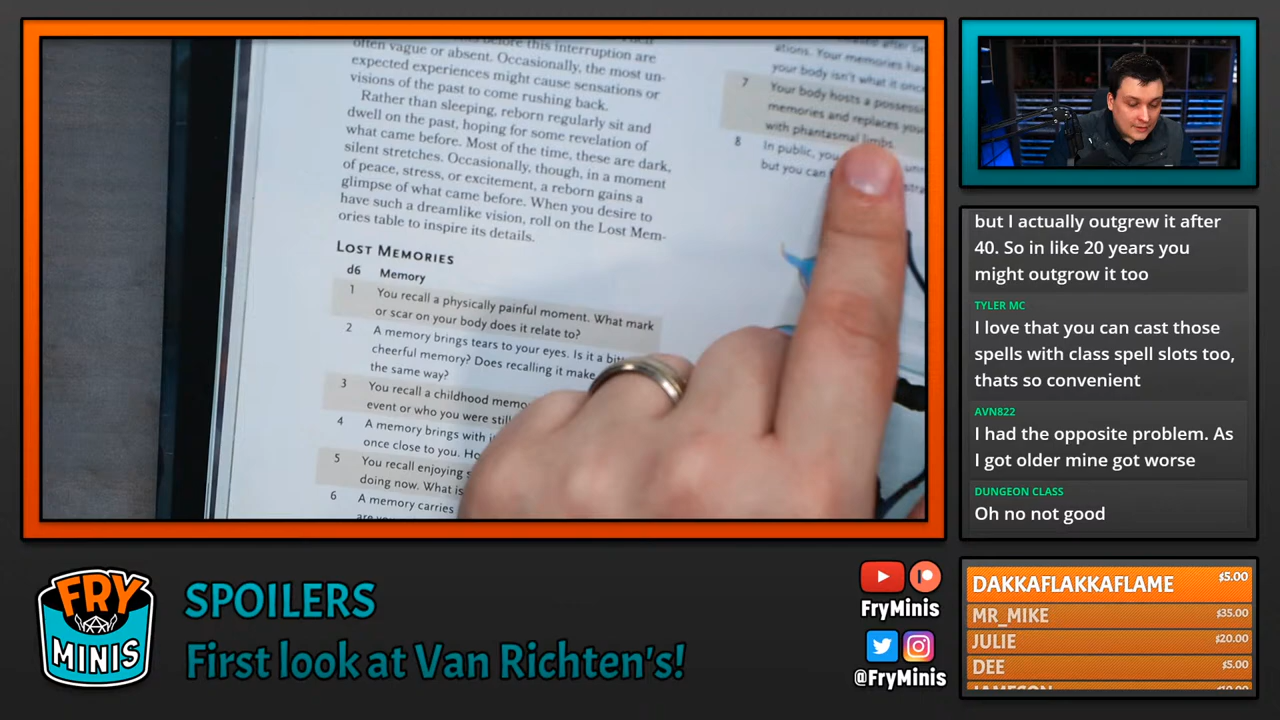 before this interruption are
often vague or absent. Occasionally, the most un-
expected experiences might cause sensations or
visions of the past to come rushing back.
Rather than sleeping, reborn regularly sit and
dwell on the past, hoping for some revelation of
what came before. Most of the time, these are dark,
silent stretches. Occasionally, though, in a moment
of peace, stress, or excitement, a reborn gains a
glimpse of what came before. When you desire to
have such a dreamlike vision, roll on the Lost Mem-
ories table to inspire its details.
LOST MEMORIES
d6 Memory
1 You recall a physically painful moment. What mark
or scar on your body does it relate to?
2 A memory brings tears to your eyes. Is it a
cheerful memory? Does recalling it make
the same way?
3 You recall a childhood
event or who you were still
4 A memory brings with
once close to you.
5 You recall enjoying
doing now. What is
6 A memory carries
ations. Your memories
your body isn't what it
7 Your body hosts a
memories and replaces
with phantasmal limbs.
8 In public, you
but you can
but I actually outgrew it after
40. So in like 20 years you
might outgrow it too
TYLER MC
I love that you can cast those
spells with class spell slots too,
thats so convenient
AVN822
I had the opposite problem. As
I got older mine got worse
DUNGEON CLASS
Oh no not good
FRY
MINIS
SPOILERS
First look at Van Richten's!
FryMinis
@FryMinis
DAKKAFLAKKAFLAME $5.00
MR_MIKE $35.00
JULIE $20.00
DEE $5.00